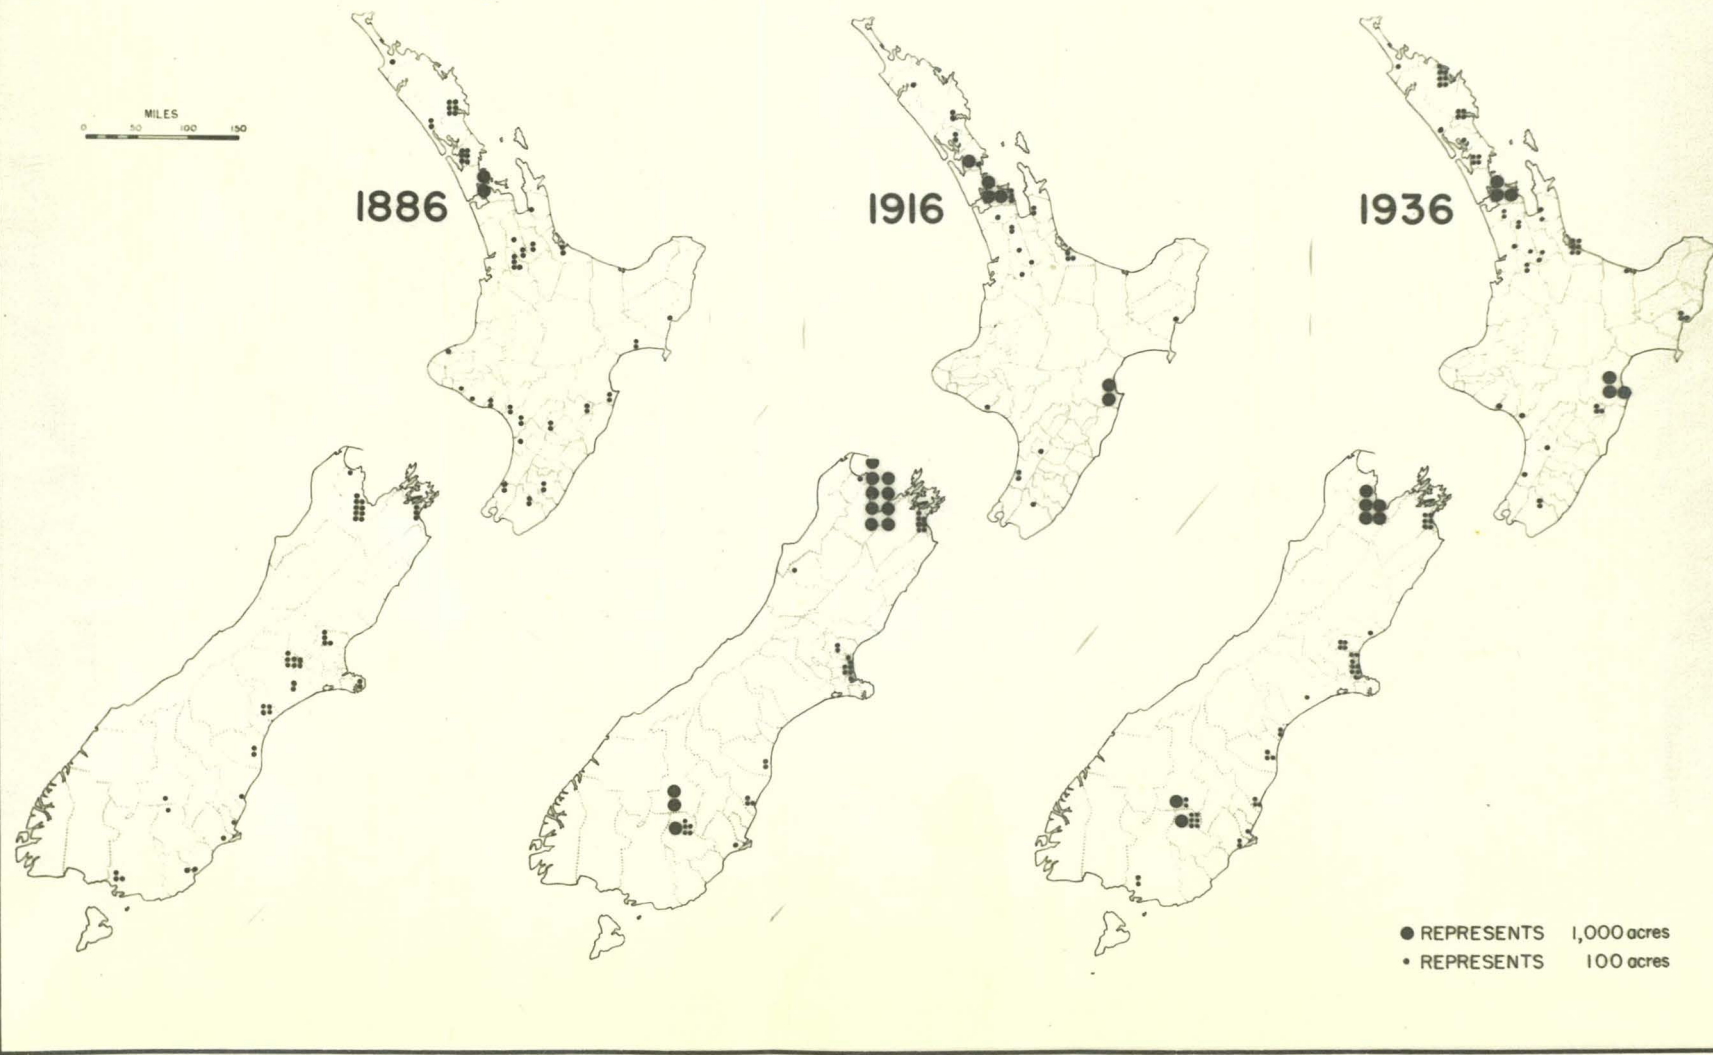 MILES
0 50 100 150
1886
1916
1936
REPRESENTS 1,000 acres
REPRESENTS 100 acres